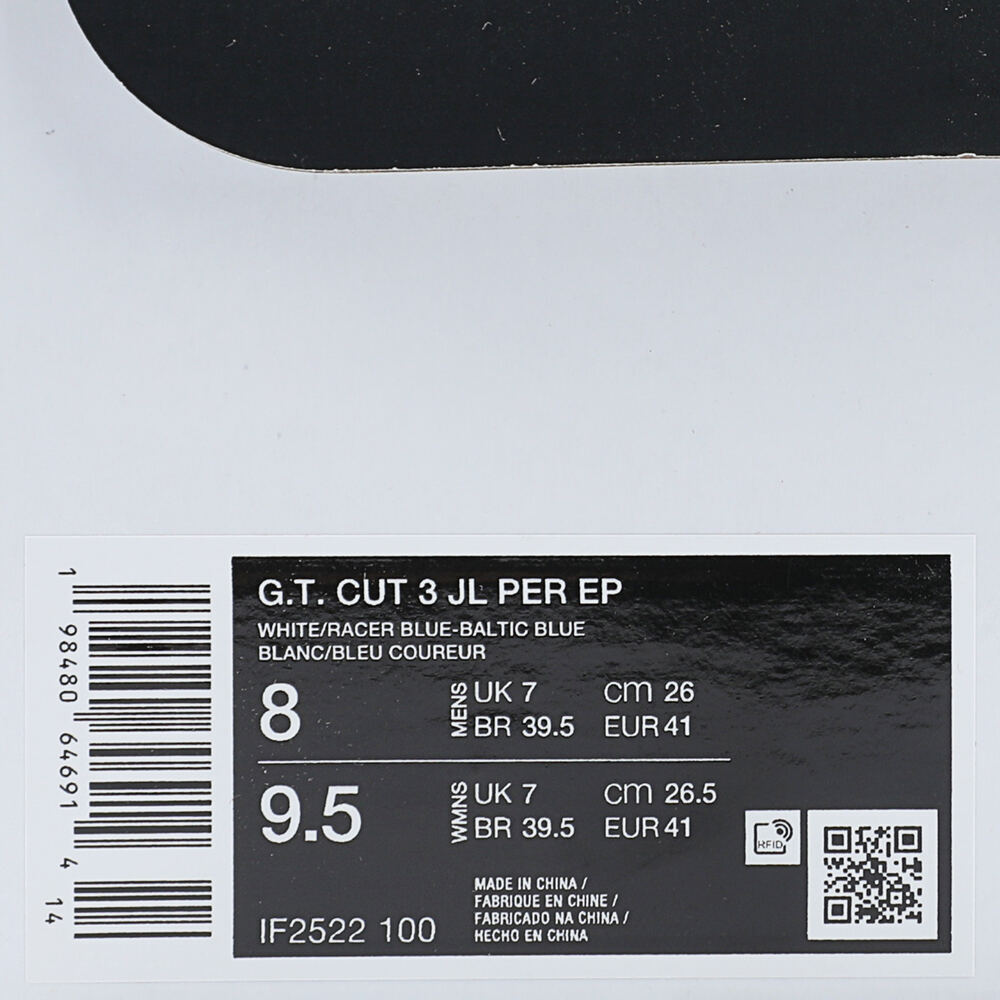 1 98480 64691 4 14
G.T. CUT 3 JL PER EP
WHITE/RACER BLUE-BALTIC BLUE
BLANC/BLEU COUREUR
8
MENS
UK 7 cm 26
BR 39.5 EUR 41
9.5
WMNS
UK 7 cm 26.5
BR 39.5 EUR 41
MADE IN CHINA /
FABRIQUE EN CHINE /
FABRICADO NA CHINA /
HECHO EN CHINA
IF2522 100
RFID